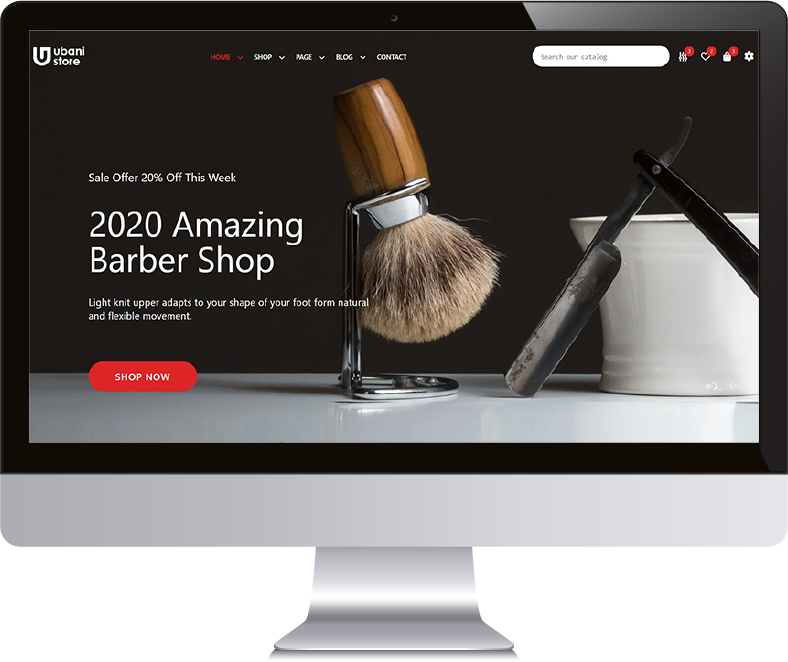 ubani
store
HOME SHOP PAGE BLOG CONTACT
Search our catalog
3 2 3
Sale Offer 20% Off This Week
2020 Amazing
Barber Shop
Light knit upper adapts to your shape of your foot form natural
and flexible movement.
SHOP NOW